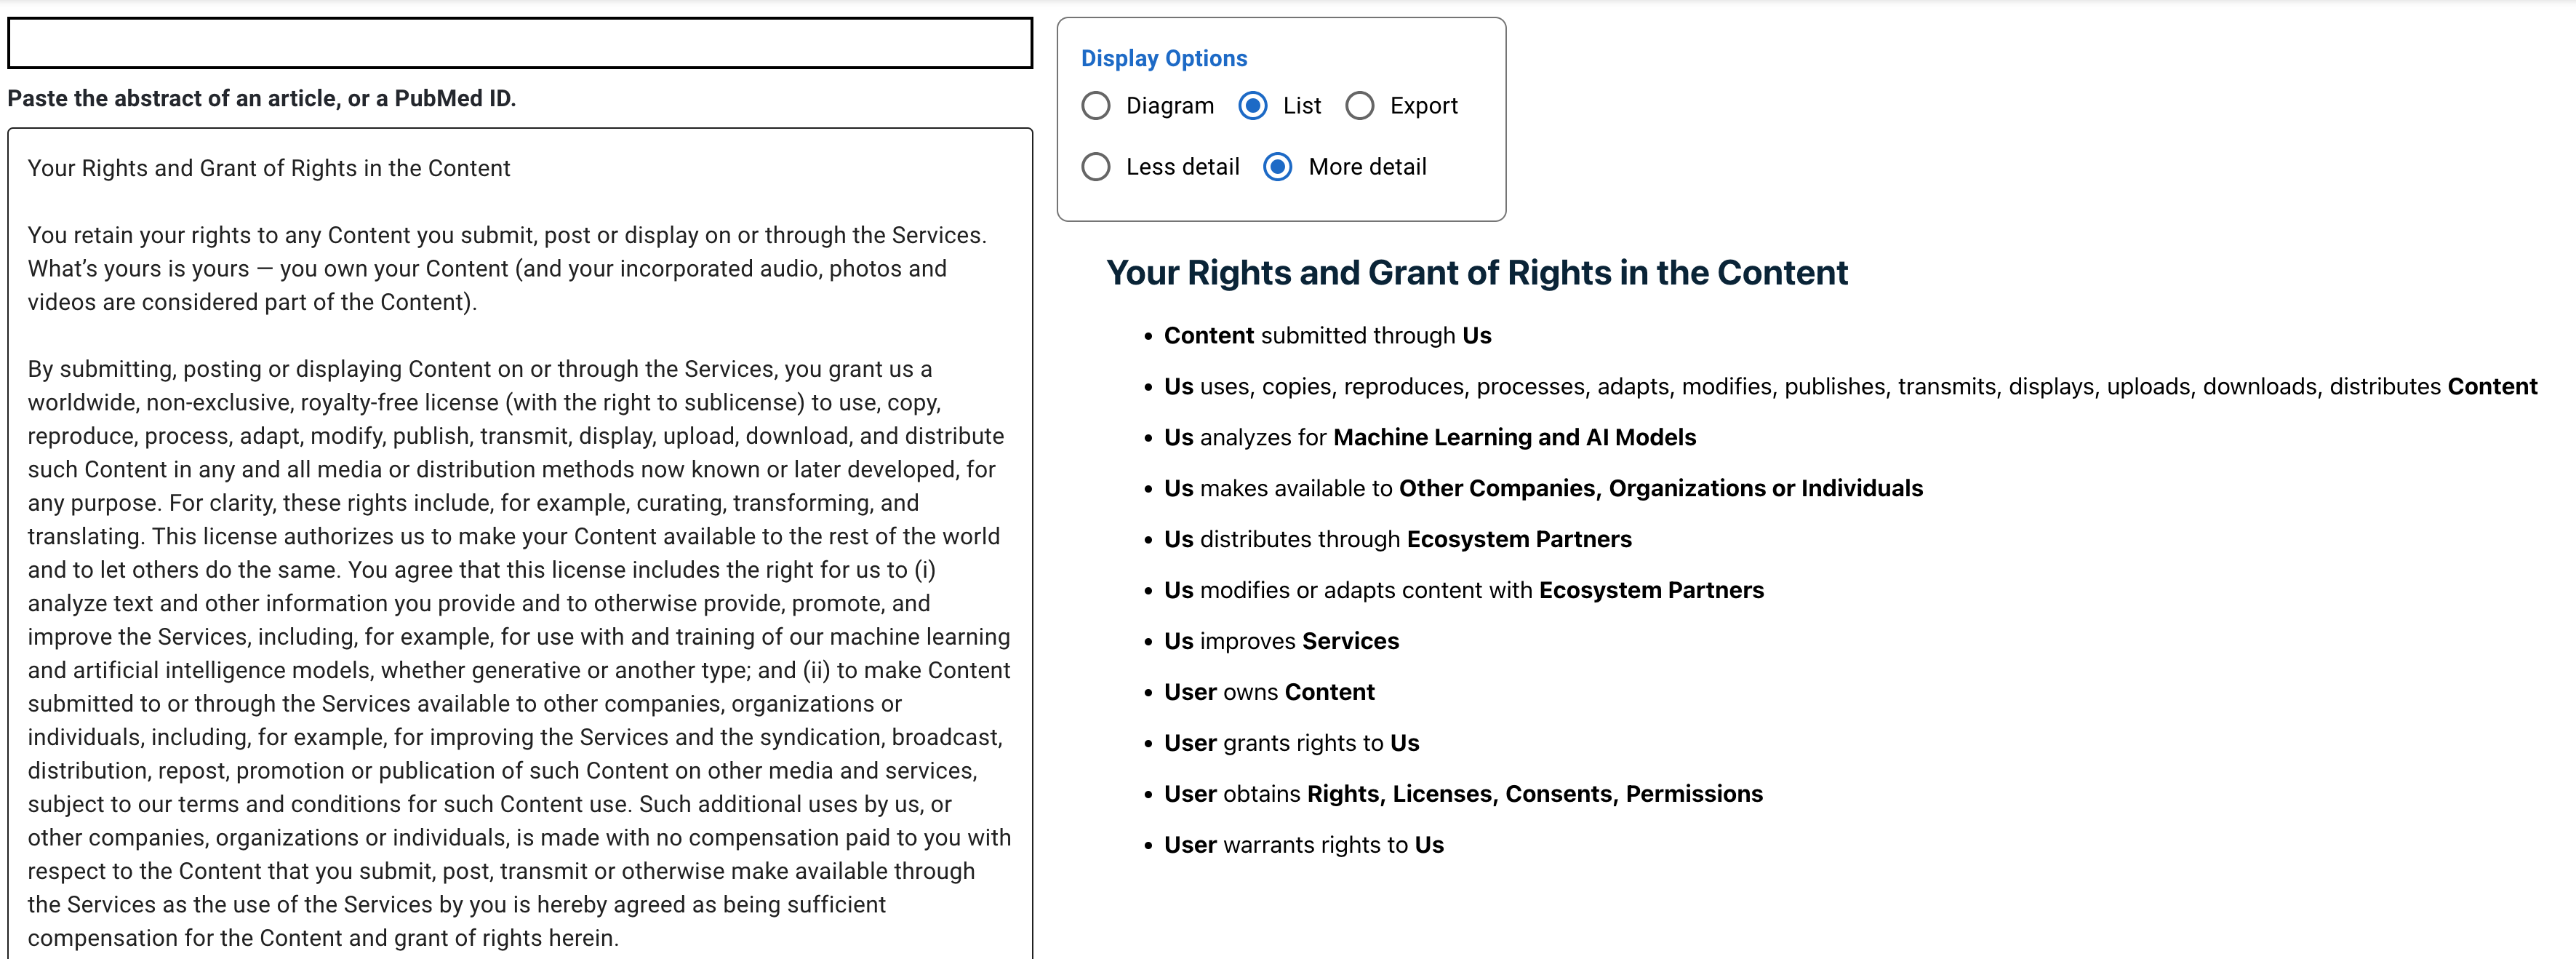 Paste the abstract of an article, or a PubMed ID.
Your Rights and Grant of Rights in the Content
You retain your rights to any Content you submit, post or display on or through the Services.
What’s yours is yours — you own your Content (and your incorporated audio, photos and
videos are considered part of the Content).
By submitting, posting or displaying Content on or through the Services, you grant us a
worldwide, non-exclusive, royalty-free license (with the right to sublicense) to use, copy,
reproduce, process, adapt, modify, publish, transmit, display, upload, download, and distribute
such Content in any and all media or distribution methods now known or later developed, for
any purpose. For clarity, these rights include, for example, curating, transforming, and
translating. This license authorizes us to make your Content available to the rest of the world
and to let others do the same. You agree that this license includes the right for us to (i)
analyze text and other information you provide and to otherwise provide, promote, and
improve the Services, including, for example, for use with and training of our machine learning
and artificial intelligence models, whether generative or another type; and (ii) to make Content
submitted to or through the Services available to other companies, organizations or
individuals, including, for example, for improving the Services and the syndication, broadcast,
distribution, repost, promotion or publication of such Content on other media and services,
subject to our terms and conditions for such Content use. Such additional uses by us, or
other companies, organizations or individuals, is made with no compensation paid to you with
respect to the Content that you submit, post, transmit or otherwise make available through
the Services as the use of the Services by you is hereby agreed as being sufficient
compensation for the Content and grant of rights herein.
Display Options
Diagram List Export
Less detail More detail
Your Rights and Grant of Rights in the Content
• Content submitted through Us
• Us uses, copies, reproduces, processes, adapts, modifies, publishes, transmits, displays, uploads, downloads, distributes Content
• Us analyzes for Machine Learning and AI Models
• Us makes available to Other Companies, Organizations or Individuals
• Us distributes through Ecosystem Partners
• Us modifies or adapts content with Ecosystem Partners
• Us improves Services
• User owns Content
• User grants rights to Us
• User obtains Rights, Licenses, Consents, Permissions
• User warrants rights to Us